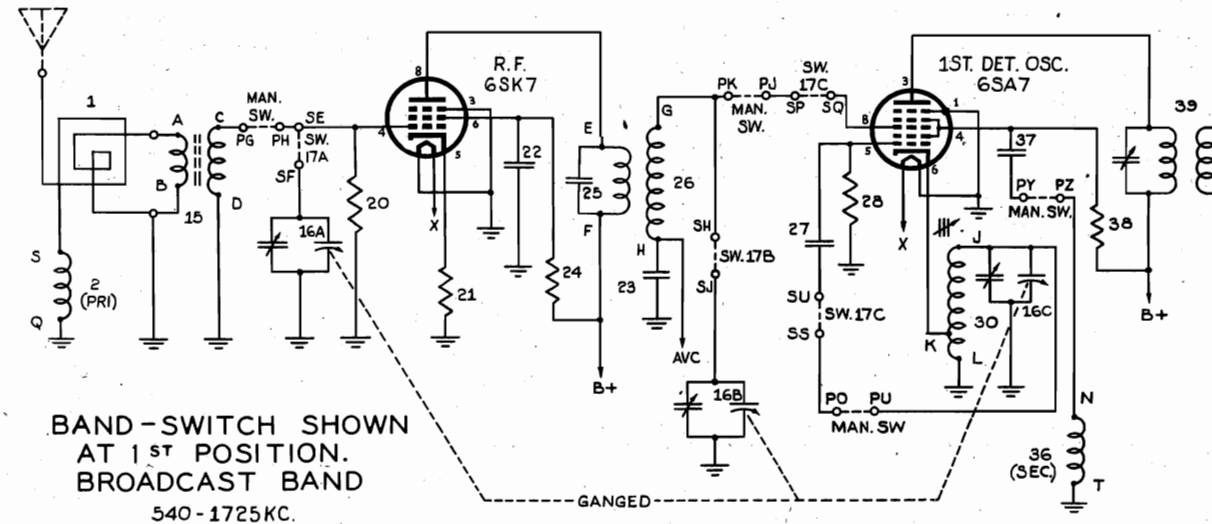 1
A
B
15
C
D
S
2
(PRI)
Q
PG
MAN.
SW.
PH
SE
SW.
17A
SF
16A
20
R.F.
6SK7
8
3
6
4
5
X
21
22
24
25
E
F
B+
G
26
H
23
AVC
PK
PJ
MAN.
SW.
SW.
17C
SP
SQ
SH
SW.17B
SJ
16B
1ST. DET. OSC.
6SA7
3
1
8
4
5
6
X
28
27
SU
SW.17C
SS
PO
PU
MAN. SW
J
K
30
L
16C
37
PY
PZ
MAN. SW.
38
39
B+
N
36
(SEC)
T
GANGED
BAND-SWITCH SHOWN
AT 1ST POSITION.
BROADCAST BAND
540-1725KC.